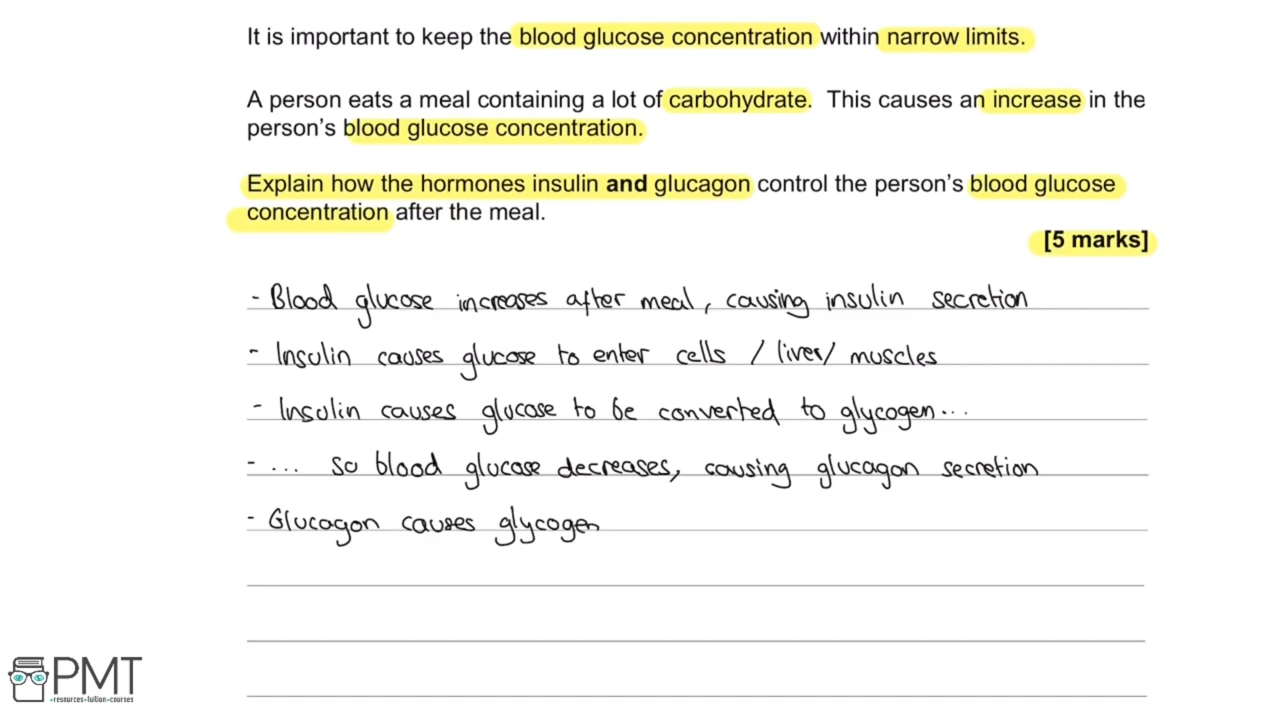 It is important to keep the blood glucose concentration within narrow limits.
A person eats a meal containing a lot of carbohydrate. This causes an increase in the
person's blood glucose concentration.
Explain how the hormones insulin and glucagon control the person's blood glucose
concentration after the meal.
[5 marks]
- Blood glucose increases after meal, causing insulin secretion
- Insulin causes glucose to enter cells / liver/ muscles
- Insulin causes glucose to be converted to glycogen...
- ... so blood glucose decreases, causing glucagon secretion
- Glucagon causes glycogen
PMT
-resources-tuition-courses